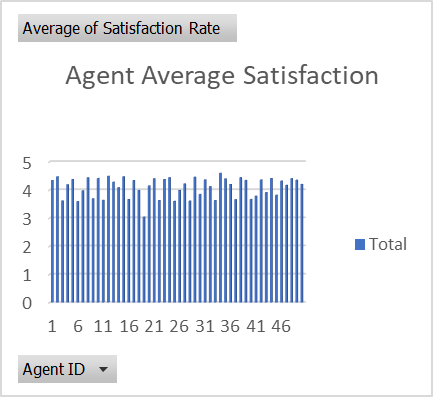 Average of Satisfaction Rate
Agent Average Satisfaction
5
4
3
2
1
0
1 6 11 16 21 26 31 36 41 46
Total
Agent ID